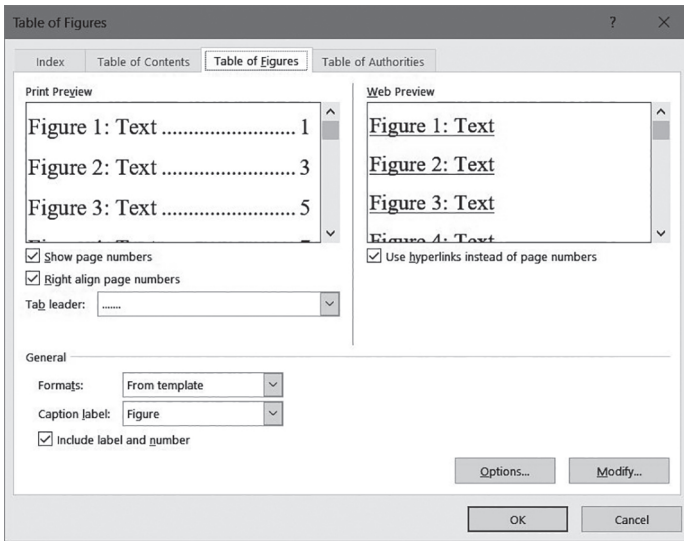 Table of Figures ? ×
Index Table of Contents Table of Figures Table of Authorities
Print Preview
Figure 1: Text ......................... 1
Figure 2: Text ......................... 3
Figure 3: Text ......................... 5
Show page numbers
Right align page numbers
Tab leader: .......
Web Preview
Figure 1: Text
Figure 2: Text
Figure 3: Text
Figure 4: Text
Use hyperlinks instead of page numbers
General
Formats: From template
Caption label: Figure
Include label and number
Options... Modify...
OK Cancel